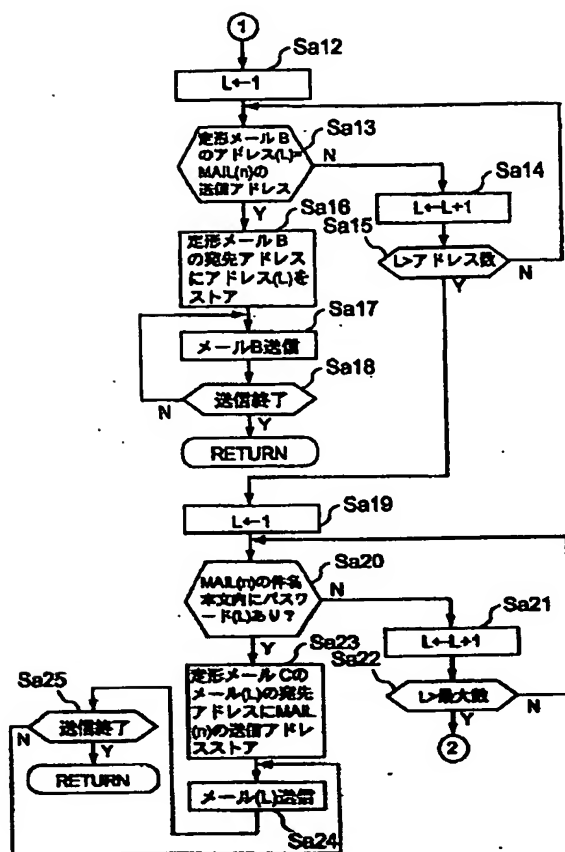 1
Sa12
L←1
Sa13
定形メール B
のアドレス(L)=
MAIL(n)の
送信アドレス
N
Y
Sa14
L←L+1
Sa15
L>アドレス数
N
Y
Sa16
定形メール B
の宛先アドレス
にアドレス(L)を
ストア
Sa17
メールB送信
Sa18
送信終了
N
Y
RETURN
Sa19
L←1
Sa20
MAIL(n)の件名
本文内にパスワ
ード(L)あり?
N
Y
Sa21
L←L+1
Sa22
L>最大数
N
Y
2
Sa23
定形メール Cの
メール(L)の宛先
アドレスにMAIL
(n)の送信アドレ
スストア
Sa24
メール(L)送信
Sa25
送信終了
N
Y
RETURN